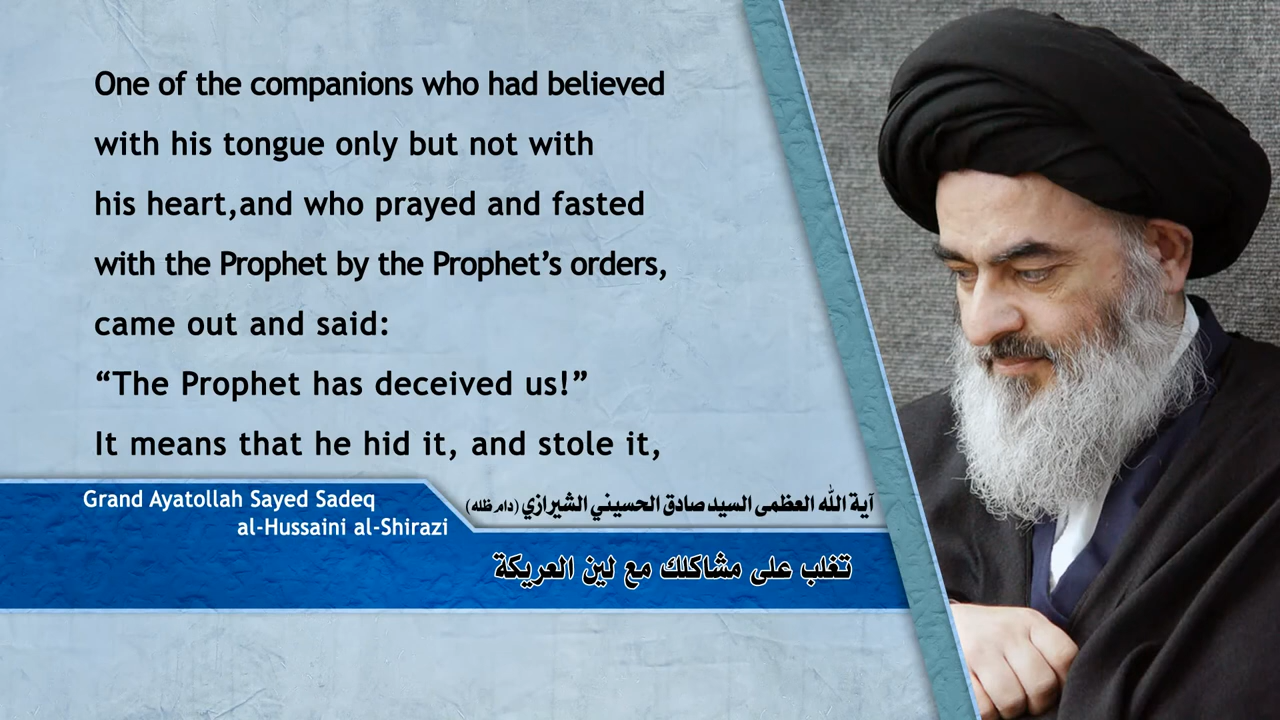 One of the companions who had believed
with his tongue only but not with
his heart,and who prayed and fasted
with the Prophet by the Prophet’s orders,
came out and said:
“The Prophet has deceived us!”
It means that he hid it, and stole it,
Grand Ayatollah Sayed Sadeq
al-Hussaini al-Shirazi
آية الله العظمى السيد صادق الحسيني الشيرازي (دام ظله)
تغلب على مشاكلك مع لين العريكة